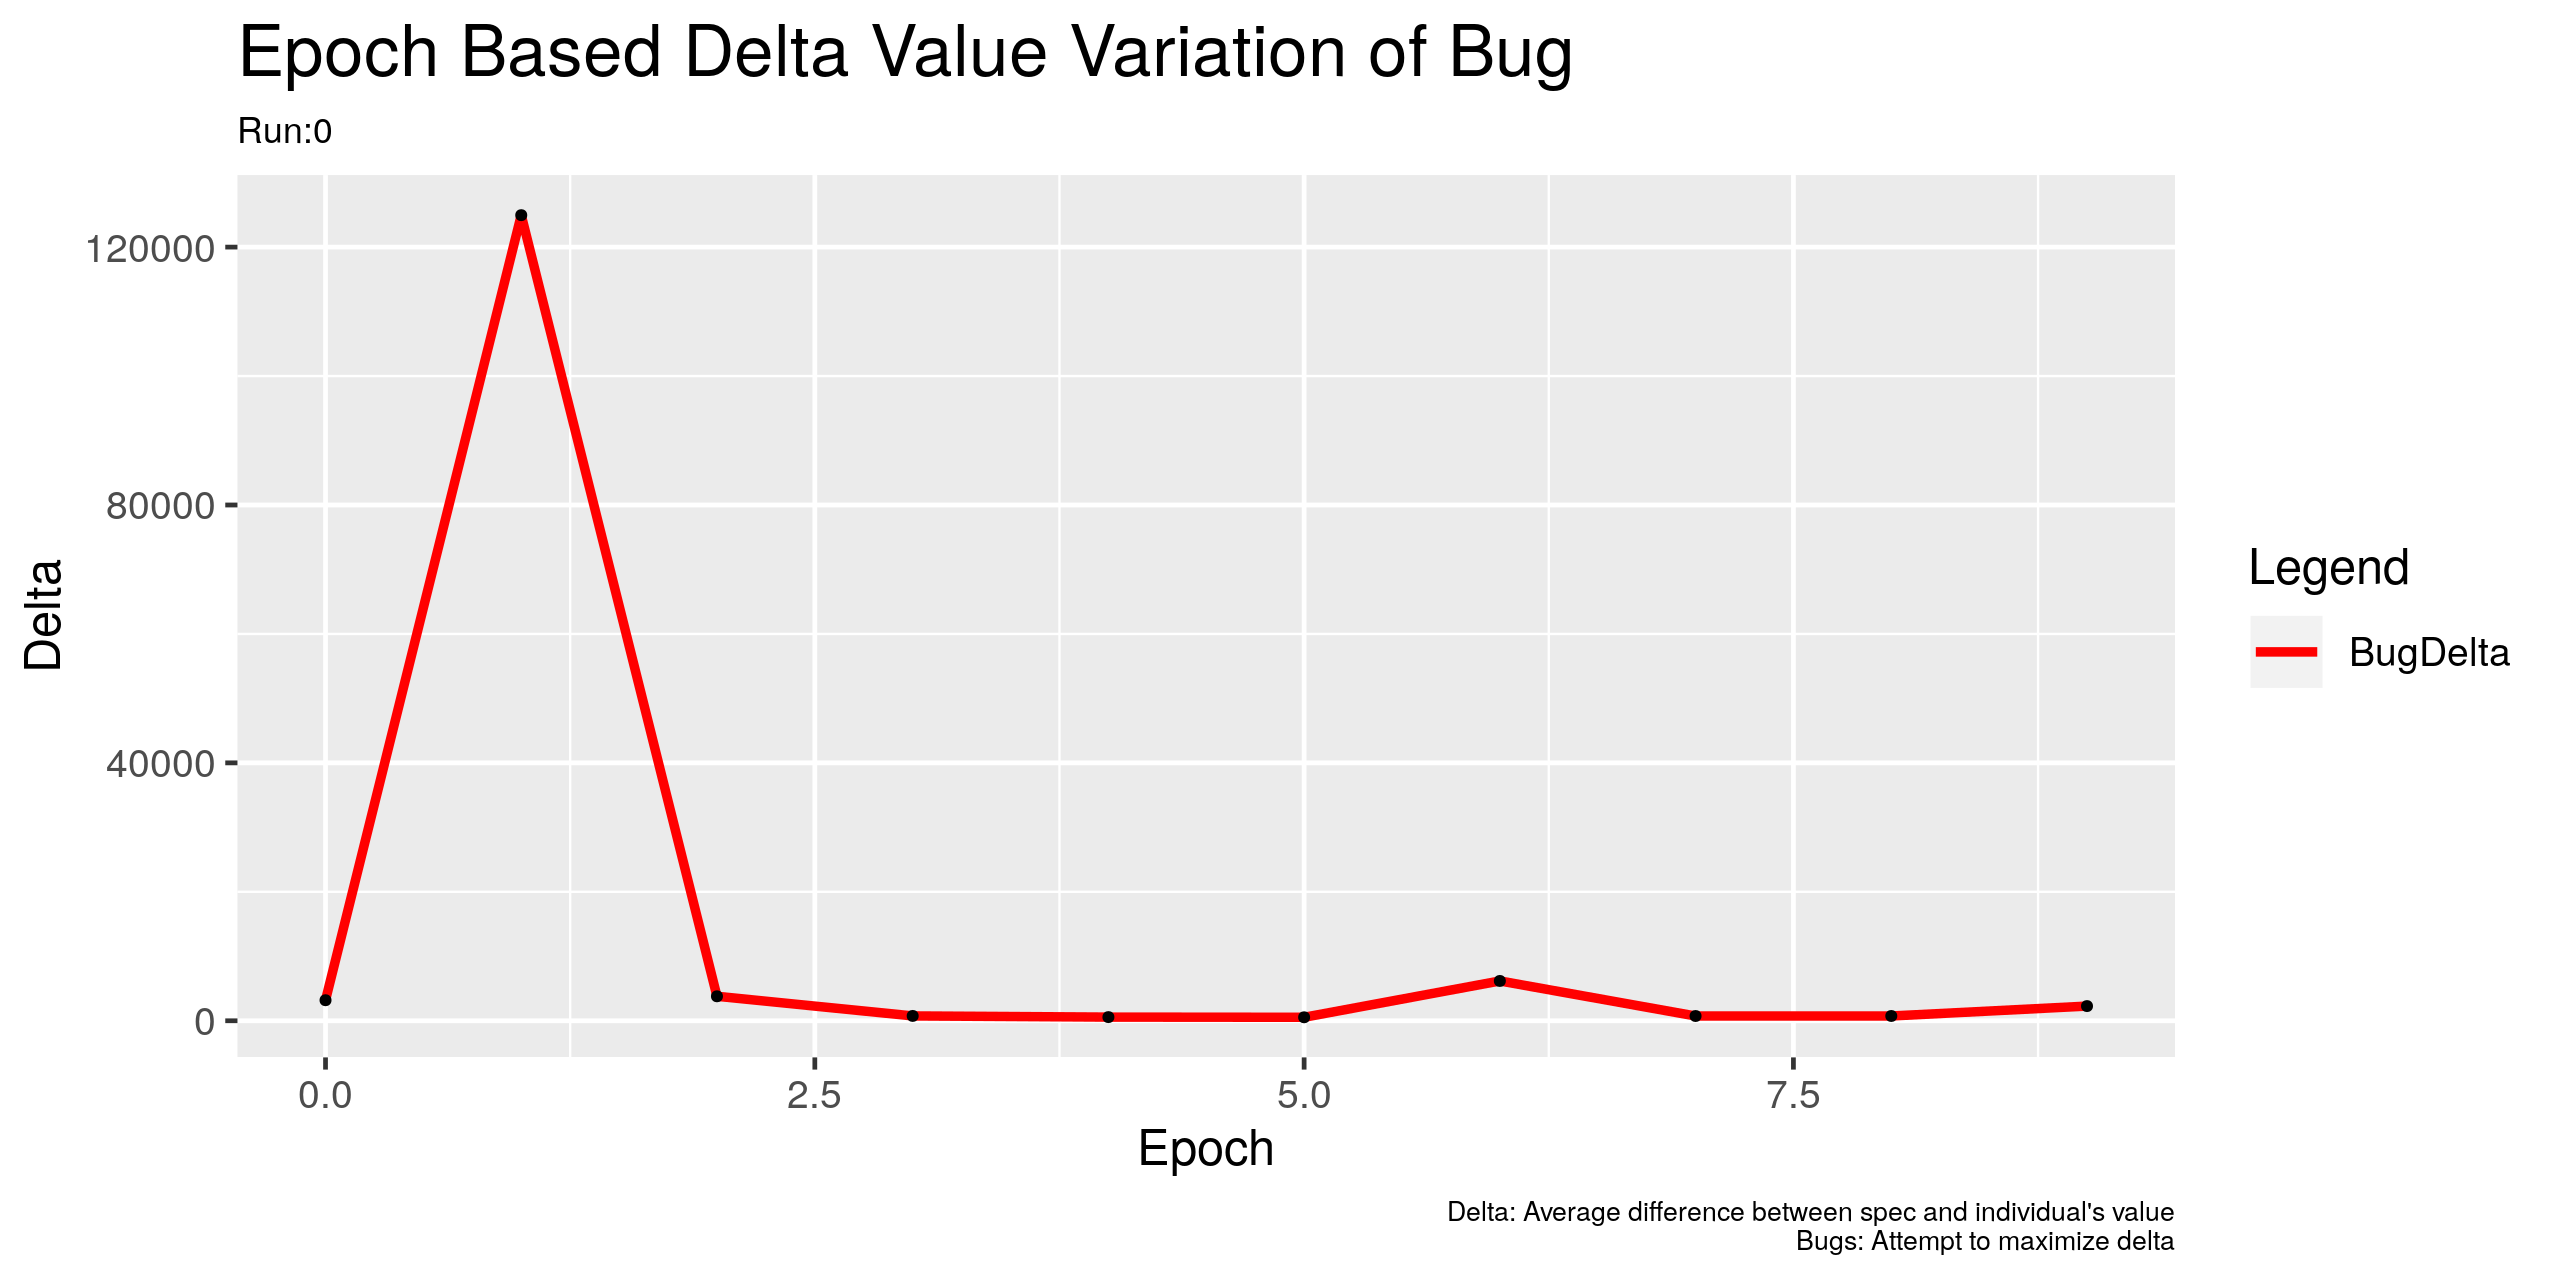 Epoch Based Delta Value Variation of Bug
Run:0
120000
80000
40000
0
Delta
0.0 2.5 5.0 7.5
Epoch
Legend
BugDelta
Delta: Average difference between spec and individual's value
Bugs: Attempt to maximize delta